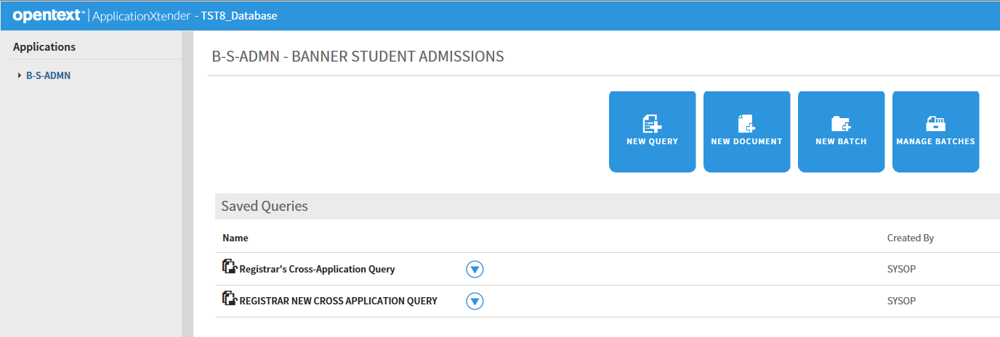 opentext™ | ApplicationXtender - TST8_Database
Applications
B-S-ADMN
B-S-ADMN - BANNER STUDENT ADMISSIONS
NEW QUERY NEW DOCUMENT NEW BATCH MANAGE BATCHES
Saved Queries
Name Created By
Registrar's Cross-Application Query SYSOP
REGISTRAR NEW CROSS APPLICATION QUERY SYSOP